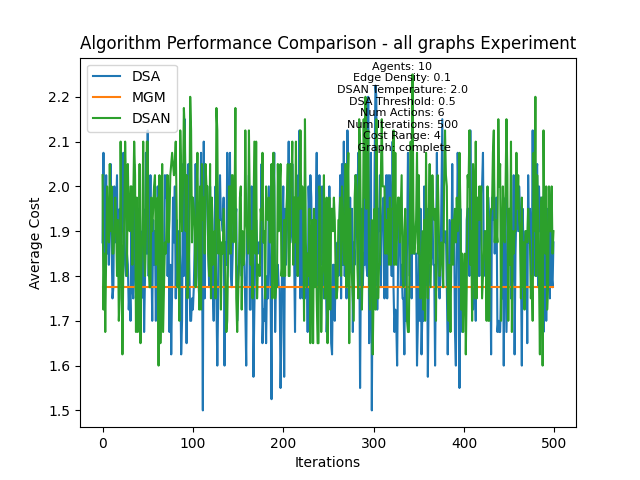 Algorithm Performance Comparison - all graphs Experiment
DSA
MGM
DSAN
Agents: 10
Edge Density: 0.1
DSAN Temperature: 2.0
DSA Threshold: 0.5
Num Actions: 6
Num Iterations: 500
Cost Range: 4
Graph: complete
Average Cost
2.2
2.1
2.0
1.9
1.8
1.7
1.6
1.5
0 100 200 300 400 500
Iterations